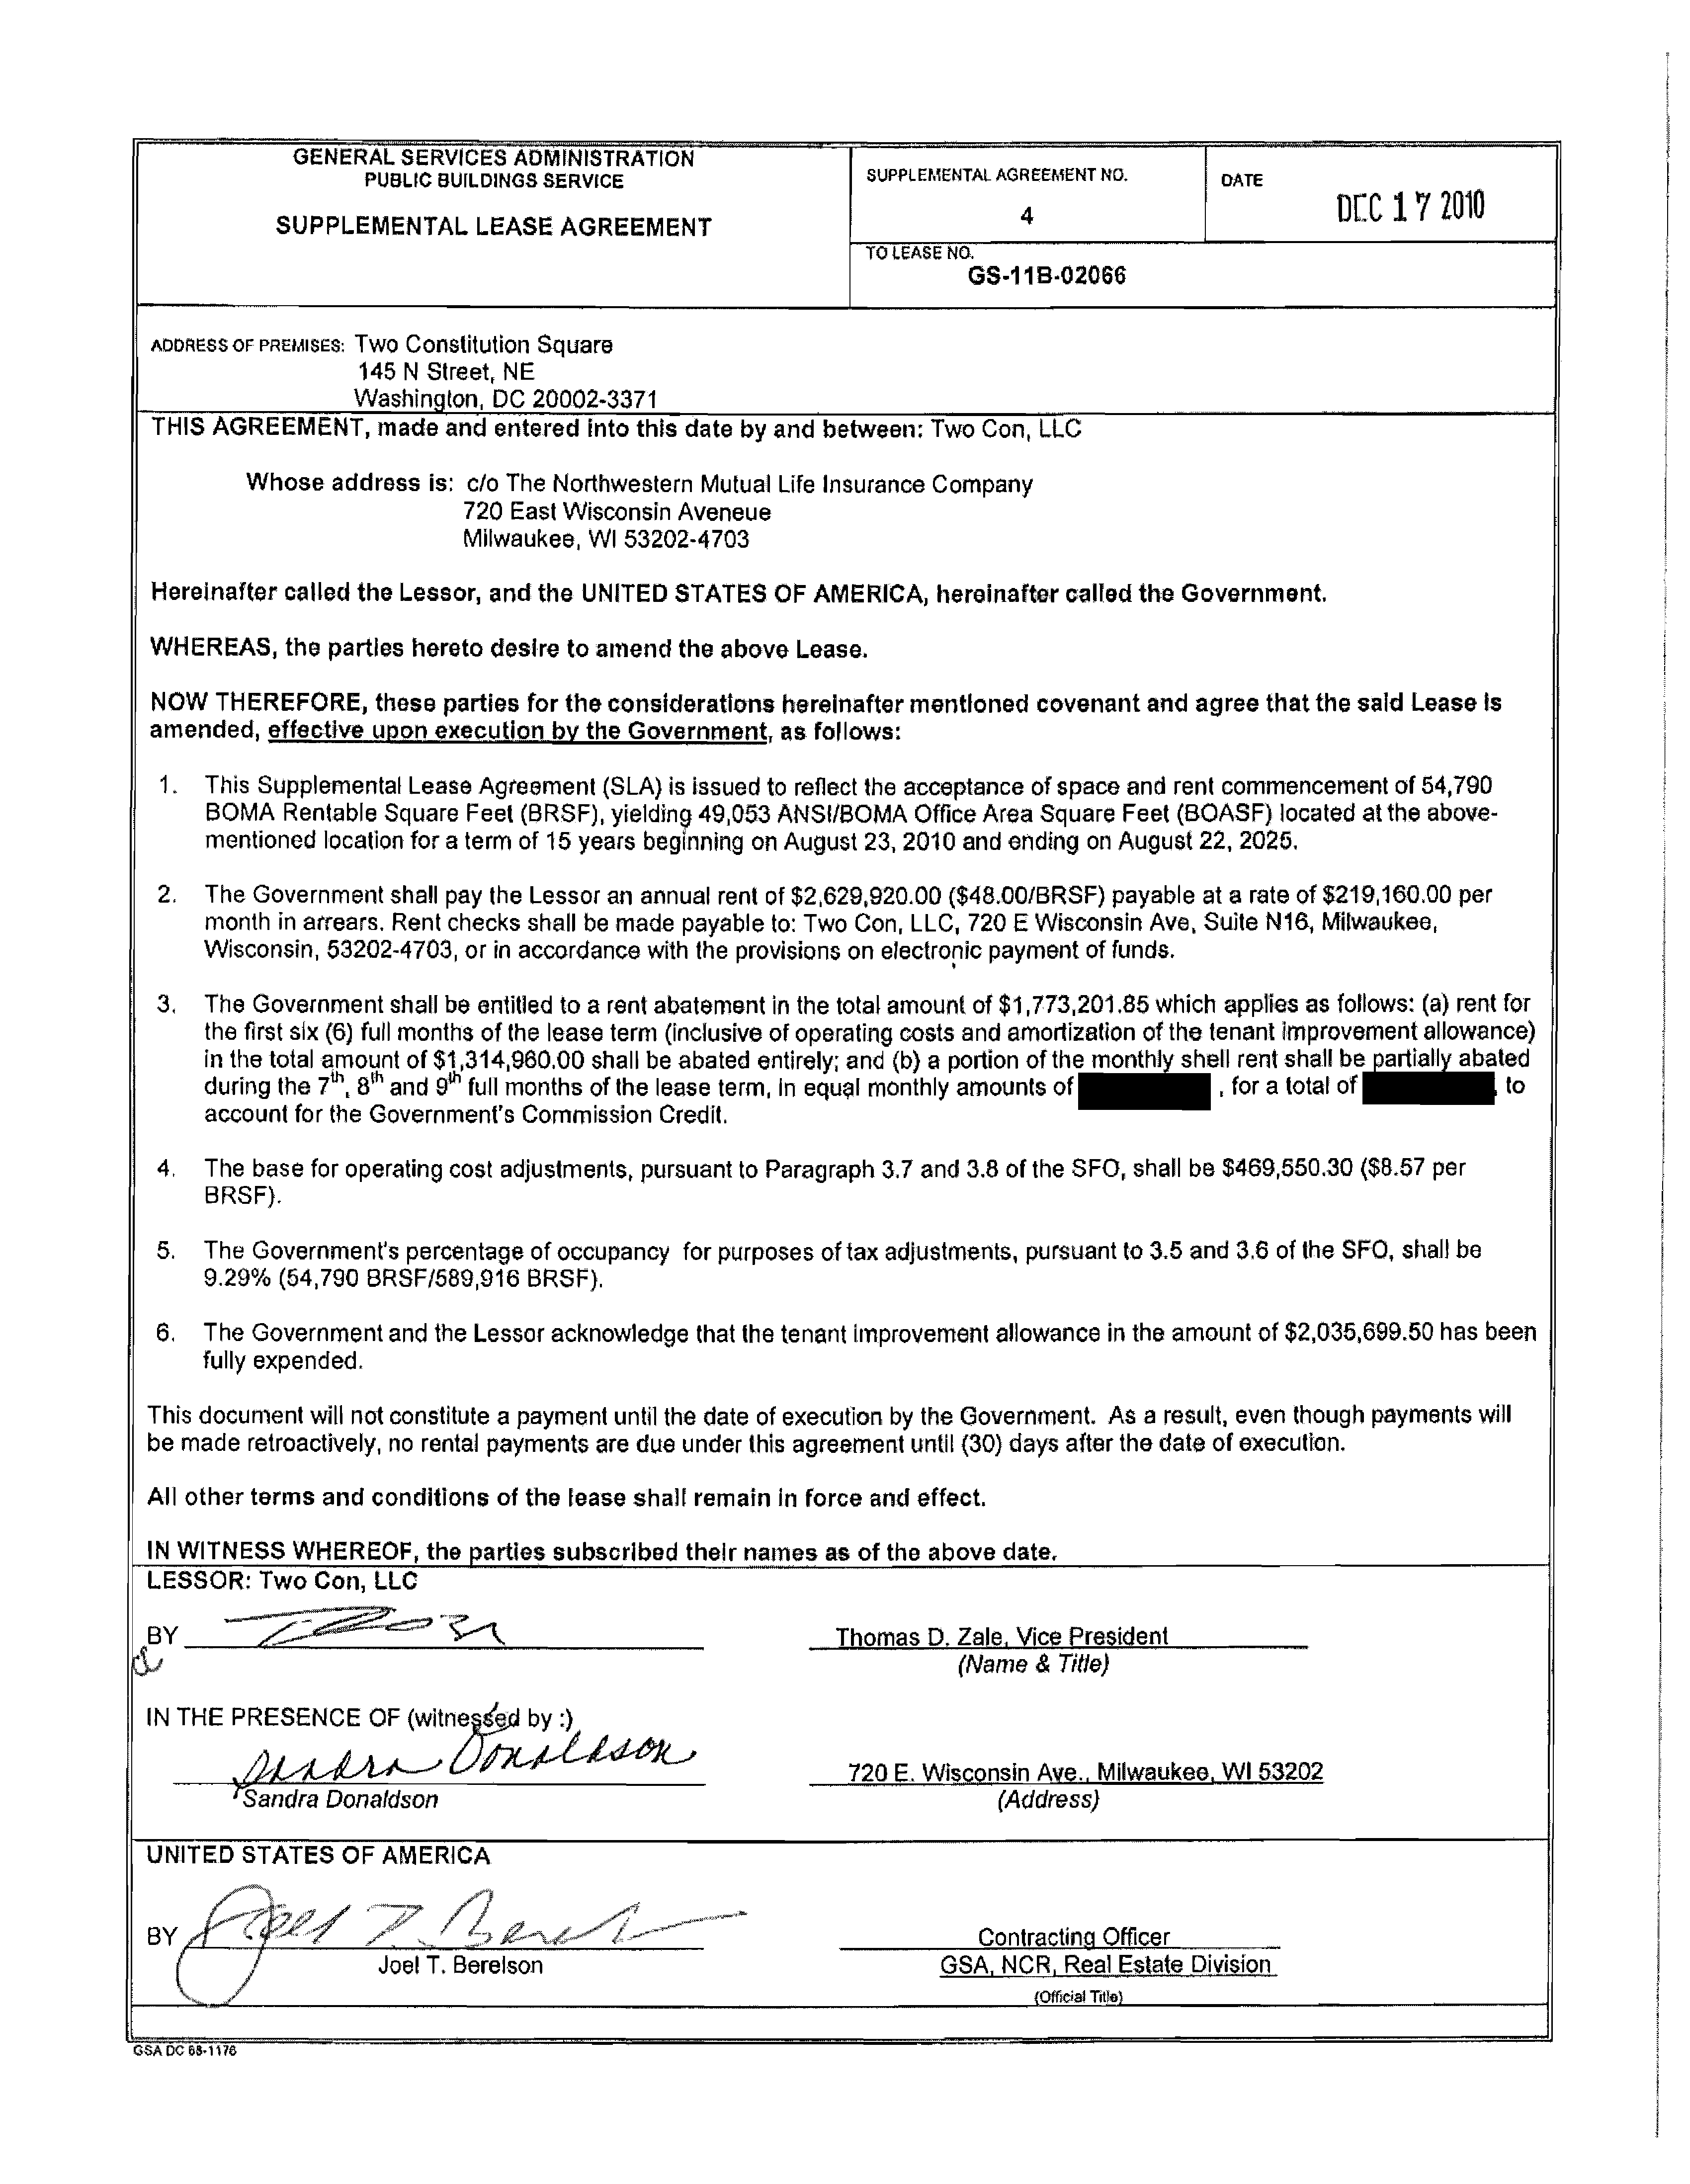 GENERAL SERVICES ADMINISTRATION
PUBLIC BUILDINGS SERVICE
SUPPLEMENTAL LEASE AGREEMENT
SUPPLEMENTAL AGREEMENT NO.
4
DATE
DEC 17 2010
TO LEASE NO.
GS-11B-02066
ADDRESS OF PREMISES: Two Constitution Square
145 N Street, NE
Washington, DC 20002-3371
THIS AGREEMENT, made and entered into this date by and between: Two Con, LLC
Whose address is: c/o The Northwestern Mutual Life Insurance Company
720 East Wisconsin Aveneue
Milwaukee, WI 53202-4703
Hereinafter called the Lessor, and the UNITED STATES OF AMERICA, hereinafter called the Government.
WHEREAS, the parties hereto desire to amend the above Lease.
NOW THEREFORE, these parties for the considerations hereinafter mentioned covenant and agree that the said Lease is
amended, effective upon execution by the Government, as follows:
1. This Supplemental Lease Agreement (SLA) is issued to reflect the acceptance of space and rent commencement of 54,790
BOMA Rentable Square Feet (BRSF), yielding 49,053 ANSI/BOMA Office Area Square Feet (BOASF) located at the above-
mentioned location for a term of 15 years beginning on August 23, 2010 and ending on August 22, 2025.
2. The Government shall pay the Lessor an annual rent of $2,629,920.00 ($48.00/BRSF) payable at a rate of $219,160.00 per
month in arrears. Rent checks shall be made payable to: Two Con, LLC, 720 E Wisconsin Ave, Suite N16, Milwaukee,
Wisconsin, 53202-4703, or in accordance with the provisions on electronic payment of funds.
3. The Government shall be entitled to a rent abatement in the total amount of $1,773,201.85 which applies as follows: (a) rent for
the first six (6) full months of the lease term (inclusive of operating costs and amortization of the tenant improvement allowance)
in the total amount of $1,314,960.00 shall be abated entirely; and (b) a portion of the monthly shell rent shall be partially abated
during the 7th, 8th and 9th full months of the lease term, in equal monthly amounts of , for a total of , to
account for the Government's Commission Credit.
4. The base for operating cost adjustments, pursuant to Paragraph 3.7 and 3.8 of the SFO, shall be $469,550.30 ($8.57 per
BRSF).
5. The Government's percentage of occupancy for purposes of tax adjustments, pursuant to 3.5 and 3.6 of the SFO, shall be
9.29% (54,790 BRSF/589,916 BRSF).
6. The Government and the Lessor acknowledge that the tenant improvement allowance in the amount of $2,035,699.50 has been
fully expended.
This document will not constitute a payment until the date of execution by the Government. As a result, even though payments will
be made retroactively, no rental payments are due under this agreement until (30) days after the date of execution.
All other terms and conditions of the lease shall remain in force and effect.
IN WITNESS WHEREOF, the parties subscribed their names as of the above date.
LESSOR: Two Con, LLC
BY
Thomas D. Zale, Vice President
(Name & Title)
IN THE PRESENCE OF (witnessed by :)
Sandra Donaldson
720 E. Wisconsin Ave., Milwaukee, WI 53202
Sandra Donaldson
(Address)
UNITED STATES OF AMERICA
BY Joel T. Berelson
Contracting Officer
Joel T. Berelson
GSA, NCR, Real Estate Division
(Official Title)
GSA DC 68-1176